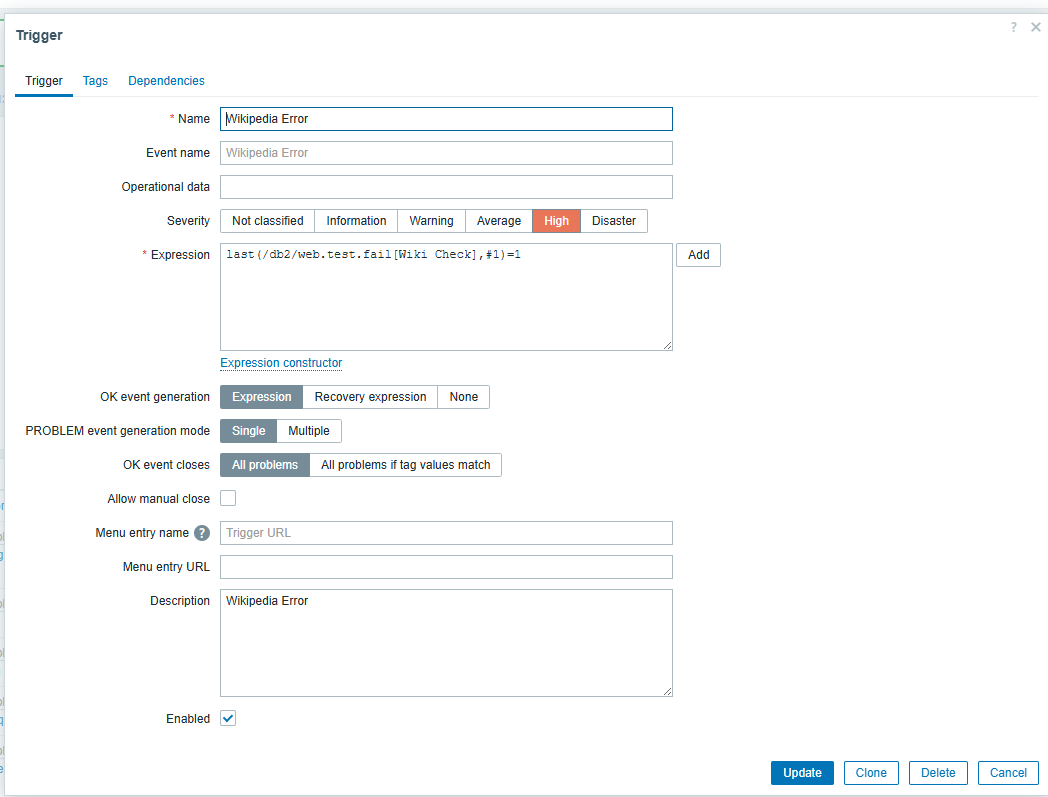 Trigger
? ×
Trigger Tags Dependencies
* Name Wikipedia Error
Event name Wikipedia Error
Operational data
Severity Not classified Information Warning Average High Disaster
* Expression last(/db2/web.test.fail[Wiki Check],#1)=1 Add
Expression constructor
OK event generation Expression Recovery expression None
PROBLEM event generation mode Single Multiple
OK event closes All problems All problems if tag values match
Allow manual close
Menu entry name ? Trigger URL
Menu entry URL
Description Wikipedia Error
Enabled
Update Clone Delete Cancel